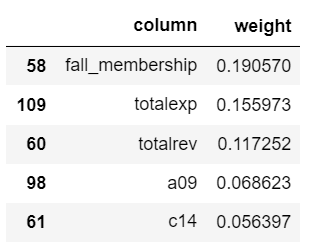 column weight
58 fall_membership 0.190570
109 totalexp 0.155973
60 totalrev 0.117252
98 a09 0.068623
61 c14 0.056397